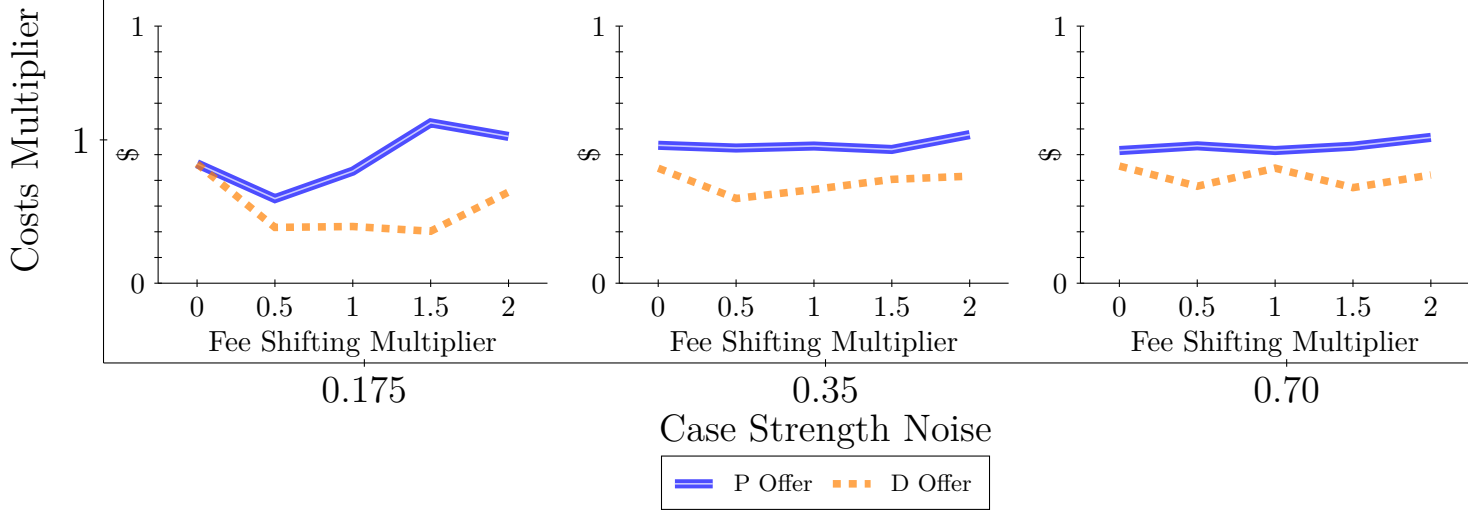 Costs Multiplier
1
1
$
0
0 0.5 1 1.5 2
Fee Shifting Multiplier
1
$
0
0 0.5 1 1.5 2
Fee Shifting Multiplier
1
$
0
0 0.5 1 1.5 2
Fee Shifting Multiplier
0.175 0.35 0.70
Case Strength Noise
P Offer D Offer